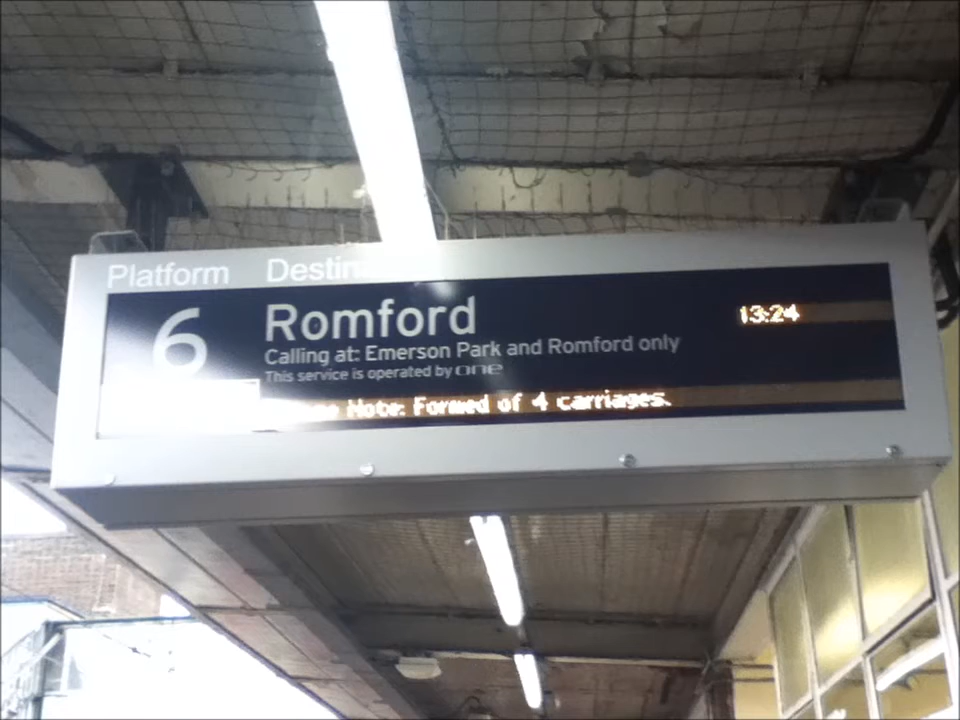 Platform
6
Romford
13:24
Calling at: Emerson Park and Romford only
This service is operated by one
Note: Formed of 4 carriages.